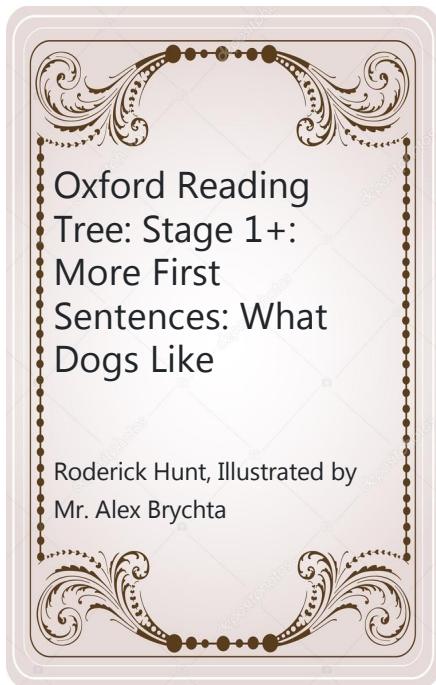 Oxford Reading
Tree: Stage 1+:
More First
Sentences: What
Dogs Like
Roderick Hunt, Illustrated by
Mr. Alex Brychta